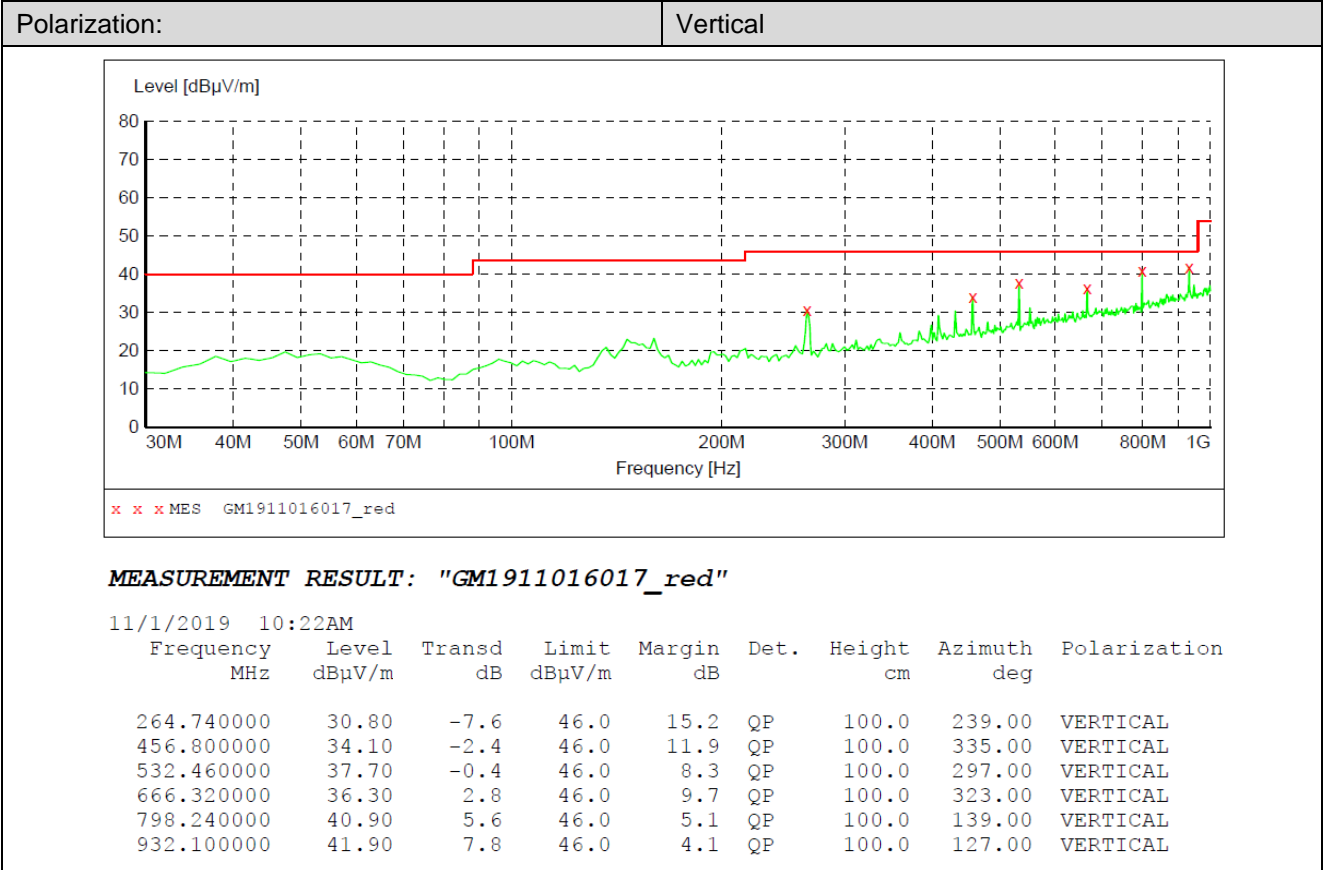 Polarization: Vertical
Level [dBµV/m]
80
70
60
50
40
30
20
10
0
30M 40M 50M 60M 70M 100M 200M 300M 400M 500M 600M 800M 1G
Frequency [Hz]
x x x MES GM1911016017_red
MEASUREMENT RESULT: "GM1911016017_red"
11/1/2019 10:22AM
Frequency Level Transd Limit Margin Det. Height Azimuth Polarization
MHz dBµV/m dB dBµV/m dB cm deg
264.740000 30.80 -7.6 46.0 15.2 QP 100.0 239.00 VERTICAL
456.800000 34.10 -2.4 46.0 11.9 QP 100.0 335.00 VERTICAL
532.460000 37.70 -0.4 46.0 8.3 QP 100.0 297.00 VERTICAL
666.320000 36.30 2.8 46.0 9.7 QP 100.0 323.00 VERTICAL
798.240000 40.90 5.6 46.0 5.1 QP 100.0 139.00 VERTICAL
932.100000 41.90 7.8 46.0 4.1 QP 100.0 127.00 VERTICAL